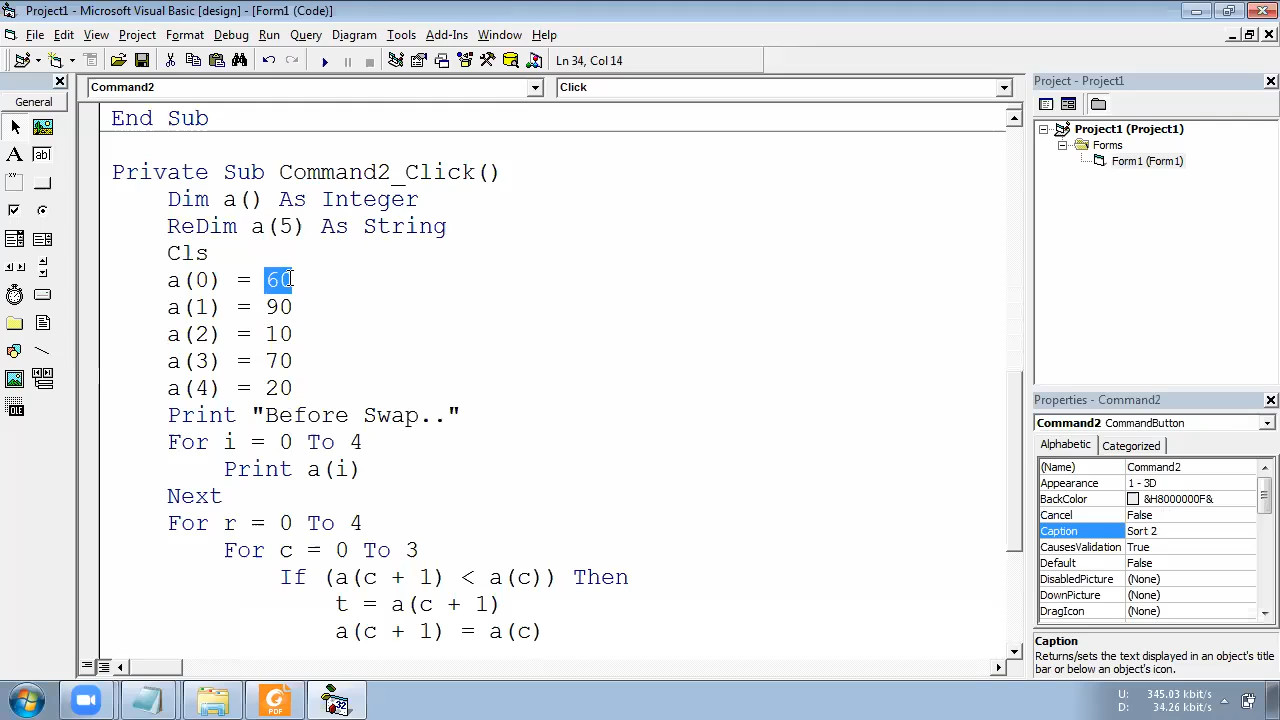 Project1 - Microsoft Visual Basic [design] - [Form1 (Code)]
File Edit View Project Format Debug Run Query Diagram Tools Add-Ins Window Help
Ln 34, Col 14
General
Command2
Click
End Sub
Private Sub Command2_Click()
Dim a() As Integer
ReDim a(5) As String
Cls
a(0) = 60
a(1) = 90
a(2) = 10
a(3) = 70
a(4) = 20
Print "Before Swap.."
For i = 0 To 4
Print a(i)
Next
For r = 0 To 4
For c = 0 To 3
If (a(c + 1) < a(c)) Then
t = a(c + 1)
a(c + 1) = a(c)
Project - Project1
Project1 (Project1)
Forms
Form1 (Form1)
Properties - Command2
Command2 CommandButton
Alphabetic Categorized
(Name) Command2
Appearance 1 - 3D
BackColor &H8000000F&
Cancel False
Caption Sort 2
CausesValidation True
Default False
DisabledPicture (None)
DownPicture (None)
DragIcon (None)
Caption
Returns/sets the text displayed in an object's title
bar or below an object's icon.
OLE
PDF
32
U: 345.03 kbit/s
D: 34.26 kbit/s